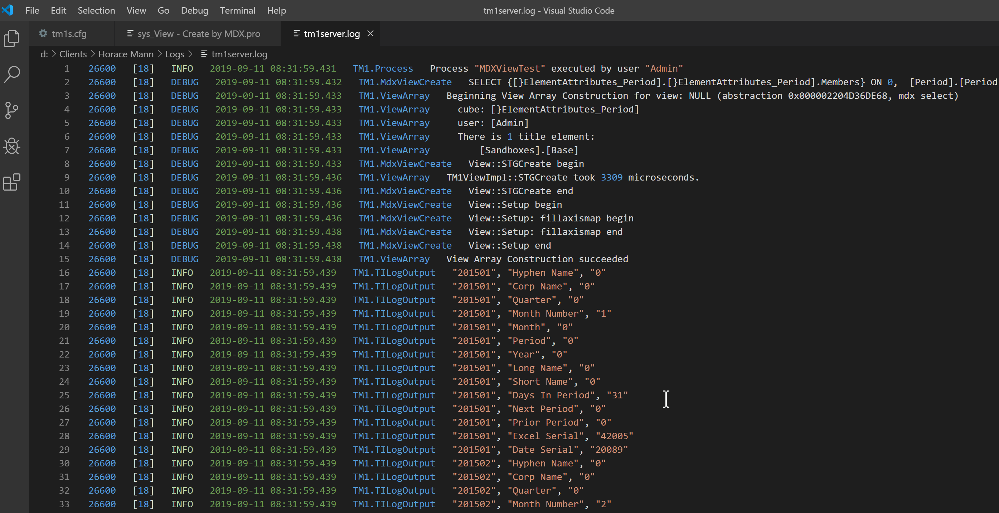 File Edit Selection View Go Debug Terminal Help tm1server.log - Visual Studio Code
tm1s.cfg sys_View - Create by MDX.pro tm1server.log
d: > Clients > Horace Mann > Logs > tm1server.log
1 26600 [18] INFO 2019-09-11 08:31:59.431 TM1.Process Process "MDXViewTest" executed by user "Admin"
2 26600 [18] DEBUG 2019-09-11 08:31:59.432 TM1.MdxViewCreate SELECT {[}ElementAttributes_Period].[}ElementAttributes_Period].Members} ON 0, [Period].[Period
3 26600 [18] DEBUG 2019-09-11 08:31:59.433 TM1.ViewArray Beginning View Array Construction for view: NULL (abstraction 0x000002204D36DE68, mdx select)
4 26600 [18] DEBUG 2019-09-11 08:31:59.433 TM1.ViewArray cube: [}ElementAttributes_Period]
5 26600 [18] DEBUG 2019-09-11 08:31:59.433 TM1.ViewArray user: [Admin]
6 26600 [18] DEBUG 2019-09-11 08:31:59.433 TM1.ViewArray There is 1 title element:
7 26600 [18] DEBUG 2019-09-11 08:31:59.433 TM1.ViewArray [Sandboxes].[Base]
8 26600 [18] DEBUG 2019-09-11 08:31:59.433 TM1.MdxViewCreate View::STGCreate begin
9 26600 [18] DEBUG 2019-09-11 08:31:59.436 TM1.ViewArray TM1ViewImpl::STGCreate took 3309 microseconds.
10 26600 [18] DEBUG 2019-09-11 08:31:59.436 TM1.MdxViewCreate View::STGCreate end
11 26600 [18] DEBUG 2019-09-11 08:31:59.436 TM1.MdxViewCreate View::Setup begin
12 26600 [18] DEBUG 2019-09-11 08:31:59.436 TM1.MdxViewCreate View::Setup: fillaxismap begin
13 26600 [18] DEBUG 2019-09-11 08:31:59.438 TM1.MdxViewCreate View::Setup: fillaxismap end
14 26600 [18] DEBUG 2019-09-11 08:31:59.438 TM1.MdxViewCreate View::Setup end
15 26600 [18] DEBUG 2019-09-11 08:31:59.438 TM1.ViewArray View Array Construction succeeded
16 26600 [18] INFO 2019-09-11 08:31:59.439 TM1.TILogOutput "201501", "Hyphen Name", "0"
17 26600 [18] INFO 2019-09-11 08:31:59.439 TM1.TILogOutput "201501", "Corp Name", "0"
18 26600 [18] INFO 2019-09-11 08:31:59.439 TM1.TILogOutput "201501", "Quarter", "0"
19 26600 [18] INFO 2019-09-11 08:31:59.439 TM1.TILogOutput "201501", "Month Number", "1"
20 26600 [18] INFO 2019-09-11 08:31:59.439 TM1.TILogOutput "201501", "Month", "0"
21 26600 [18] INFO 2019-09-11 08:31:59.439 TM1.TILogOutput "201501", "Period", "0"
22 26600 [18] INFO 2019-09-11 08:31:59.439 TM1.TILogOutput "201501", "Year", "0"
23 26600 [18] INFO 2019-09-11 08:31:59.439 TM1.TILogOutput "201501", "Long Name", "0"
24 26600 [18] INFO 2019-09-11 08:31:59.439 TM1.TILogOutput "201501", "Short Name", "0"
25 26600 [18] INFO 2019-09-11 08:31:59.439 TM1.TILogOutput "201501", "Days In Period", "31"
26 26600 [18] INFO 2019-09-11 08:31:59.439 TM1.TILogOutput "201501", "Next Period", "0"
27 26600 [18] INFO 2019-09-11 08:31:59.439 TM1.TILogOutput "201501", "Prior Period", "0"
28 26600 [18] INFO 2019-09-11 08:31:59.439 TM1.TILogOutput "201501", "Excel Serial", "42005"
29 26600 [18] INFO 2019-09-11 08:31:59.439 TM1.TILogOutput "201501", "Date Serial", "20089"
30 26600 [18] INFO 2019-09-11 08:31:59.439 TM1.TILogOutput "201502", "Hyphen Name", "0"
31 26600 [18] INFO 2019-09-11 08:31:59.439 TM1.TILogOutput "201502", "Corp Name", "0"
32 26600 [18] INFO 2019-09-11 08:31:59.439 TM1.TILogOutput "201502", "Quarter", "0"
33 26600 [18] INFO 2019-09-11 08:31:59.439 TM1.TILogOutput "201502", "Month Number", "2"